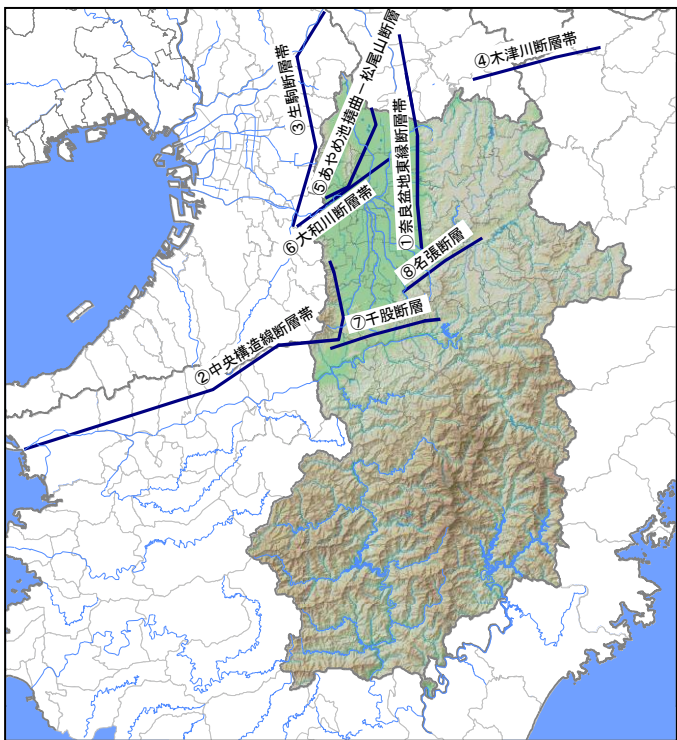 ③生駒断層帯
⑤あやめ池撓曲－松尾山断層
④木津川断層帯
①奈良盆地東縁断層帯
⑥大和川断層帯
⑧名張断層
⑦千股断層
②中央構造線断層帯